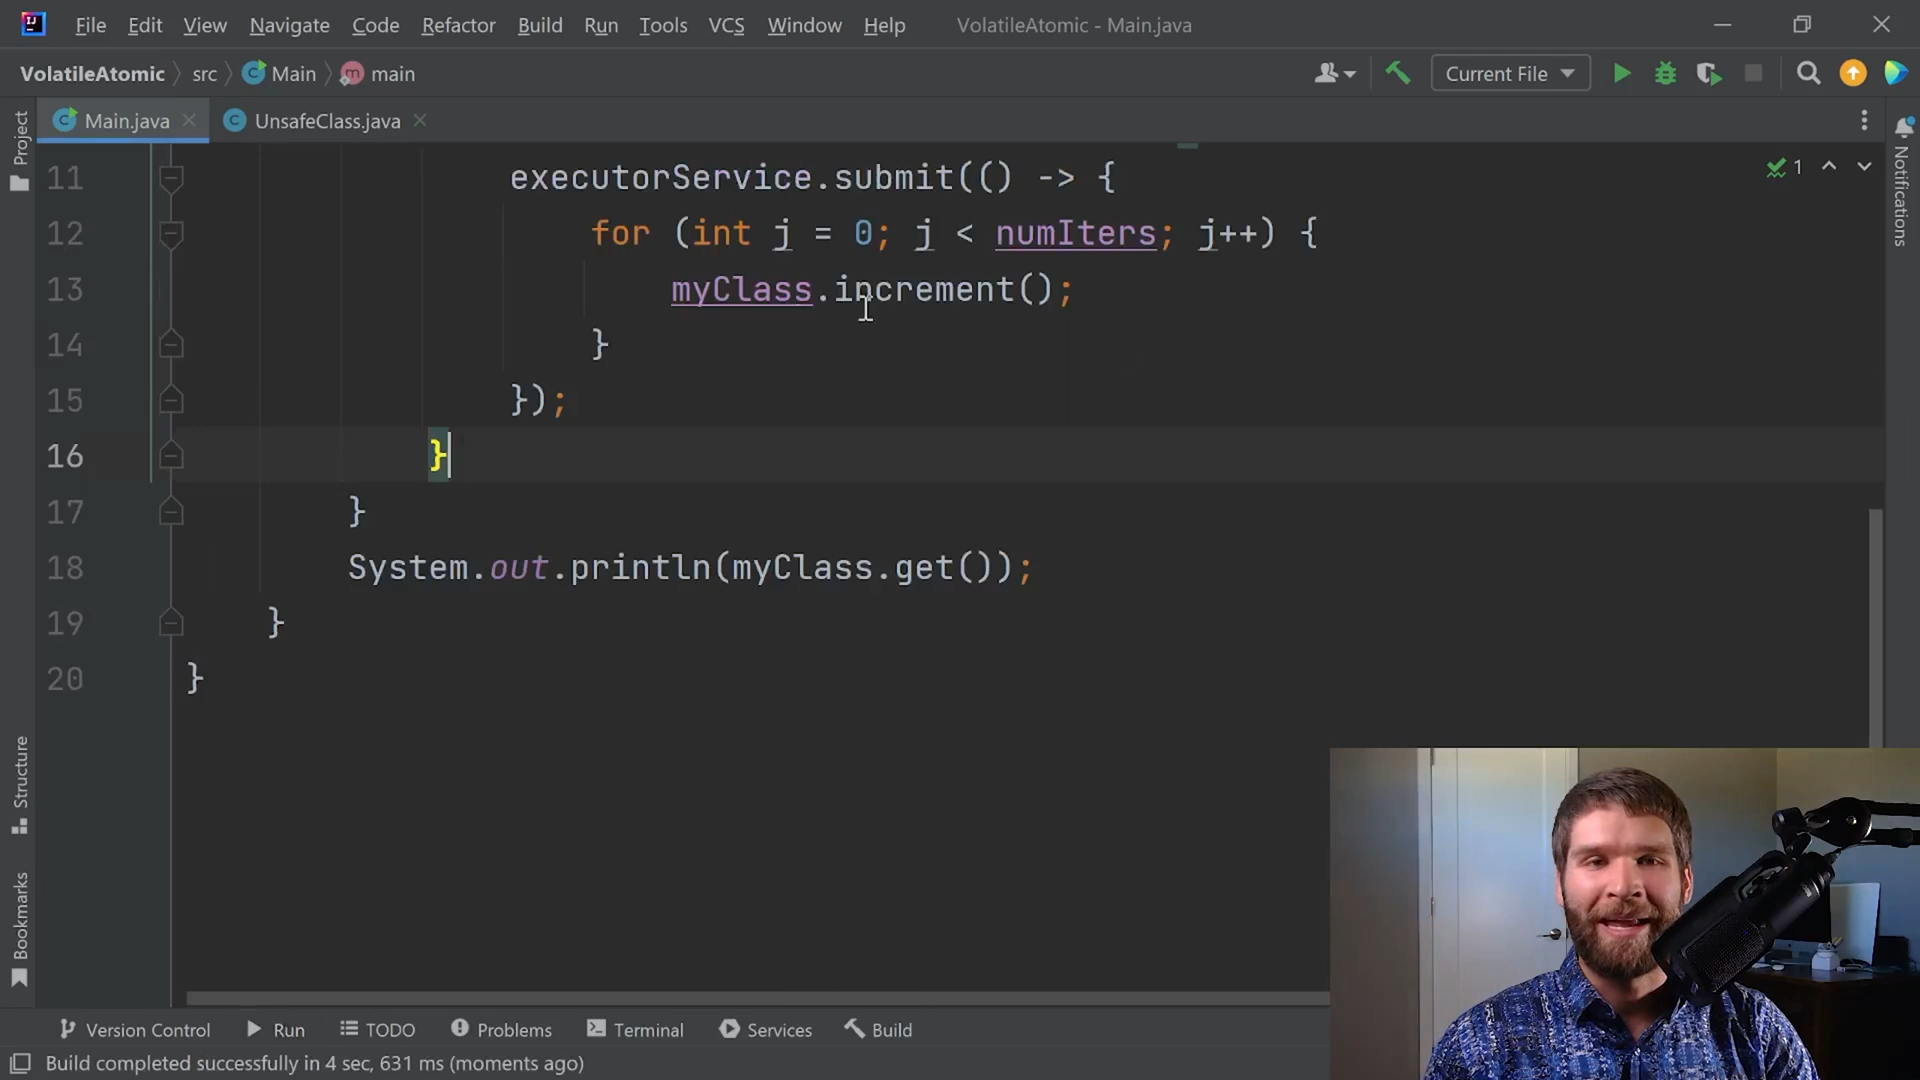 File Edit View Navigate Code Refactor Build Run Tools VCS Window Help VolatileAtomic - Main.java
VolatileAtomic src Main main Current File
Main.java UnsafeClass.java
Project
Notifications
1
11 executorService.submit(() -> {
12 for (int j = 0; j < numIters; j++) {
13 myClass.increment();
14 }
15 });
16 }
17 }
18 System.out.println(myClass.get());
19 }
20 }
Structure
Bookmarks
Version Control Run TODO Problems Terminal Services Build
Build completed successfully in 4 sec, 631 ms (moments ago)